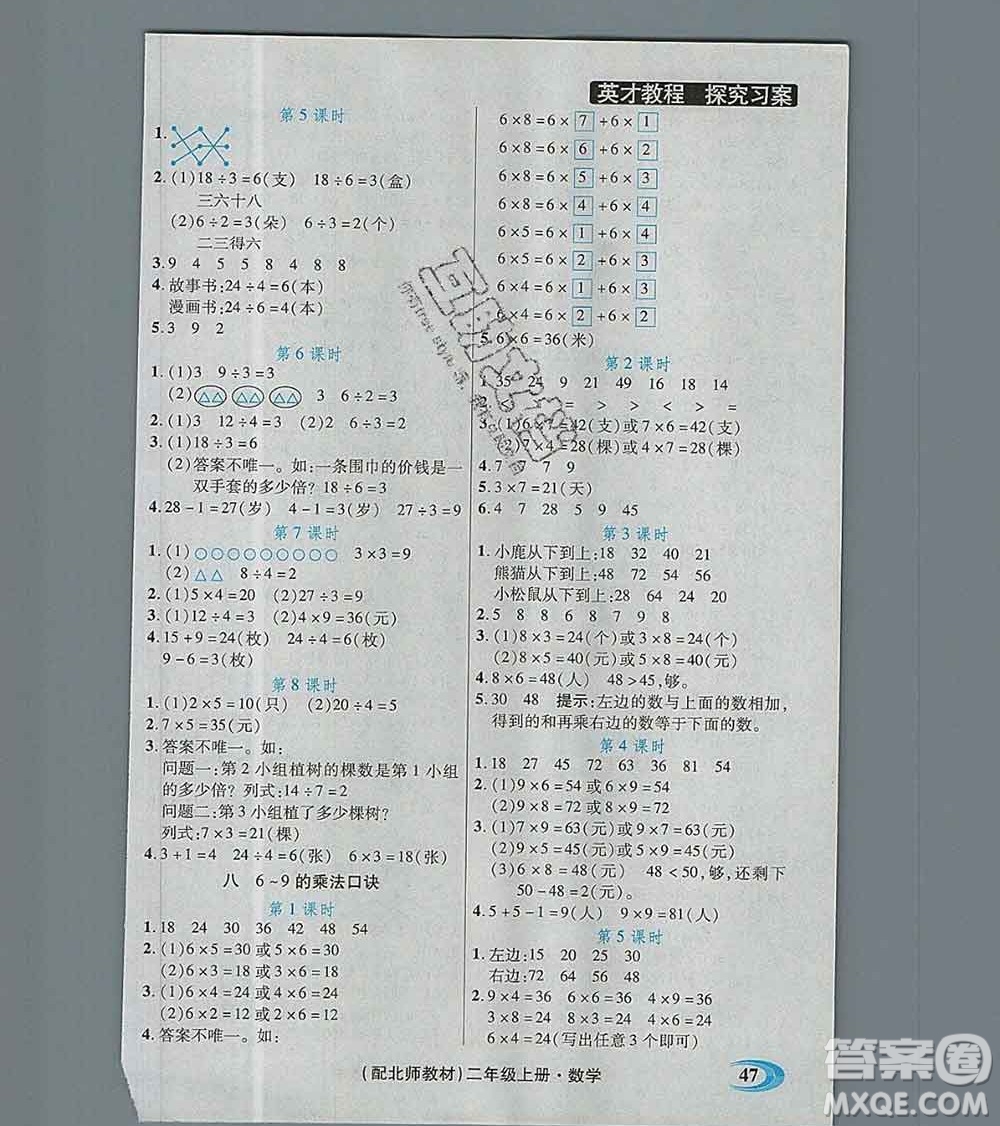 英才教程 探究习案
第5课时
1.
2.(1)18÷3=6(支) 18÷6=3(盒)
三六十八
(2)6÷2=3(朵) 6÷3=2(个)
二三得六
3.9 4 5 5 8 4 8 8
4.故事书:24÷4=6(本)
漫画书:24÷6=4(本)
5.3 9 2
第6课时
1.(1)3 9÷3=3
(2)△△ △△ △△ 3 6÷2=3
2.(1)3 12÷4=3 (2)2 6÷3=2
3.(1)18÷3=6
(2)答案不唯一。如:一条围巾的价钱是一
双手套的多少倍? 18÷6=3
4.28-1=27(岁) 4-1=3(岁) 27÷3=9
第7课时
1.(1)○○○○○○○○○ 3×3=9
(2)△△ 8÷4=2
2.(1)5×4=20 (2)27÷3=9
3.(1)12÷4=3 (2)4×9=36(元)
4.15+9=24(枚) 24÷4=6(枚)
9-6=3(枚)
第8课时
1.(1)2×5=10(只) (2)20÷5=4
2.7×5=35(元)
3.答案不唯一。如:
问题一:第2小组植树的棵数是第1小组
的多少倍? 列式:14÷7=2
问题二:第3小组植了多少棵树?
列式:7×3=21(棵)
4.3+1=4 24÷4=6(张) 6×3=18(张)
八 6~9的乘法口诀
第1课时
1.18 24 30 36 42 48 54
2.(1)6×5=30 或 5×6=30
(2)6×3=18 或 3×6=18
3.(1)6×4=24 或 4×6=24
(2)6×2=12 或 2×6=12
4.答案不唯一。如:
6×8=6×7+6×1
6×8=6×6+6×2
6×8=6×5+6×3
6×8=6×4+6×4
6×5=6×1+6×4
6×5=6×2+6×3
6×4=6×1+6×3
6×4=6×2+6×2
5.6×6=36(米)
第2课时
1.35 24 9 21 49 16 18 14
= > > < > =
3.(1)6×7=42(支)或7×6=42(支)
(2)7×4=28(棵)或4×7=28(棵)
4.7 7 7 9
5.3×7=21(天)
6.4 7 28 5 9 45
第3课时
1.小鹿从下到上:18 32 40 21
熊猫从下到上:48 72 35 56
小松鼠从下到上:28 64 54 24
2.5 8 8 6 8 7 9 8
3.(1)8×3=24(个)或3×8=24(个)
(2)8×5=40(元)或5×8=40(元)
4.8×6=48(人) 48>45,够。
5.30 48 提示:左边的数与上面的数相加,
得到的和再乘右边的数等于下面的数。
第4课时
1.18 27 45 72 63 36 54
2.(1)9×6=54 或 6×9=54
(2)9×8=72 或 8×9=72
3.(1)7×9=63(元)或9×7=63(元)
(2)9×5=45(元)或5×9=45(元)
(3)6×8=48(元) 48<50,够,还剩下
50-48=2(元)。
4.5+5-1=9(人) 9×9=81(人)
第5课时
1.左边:15 20 25 30
右边:72 64 56 48
2.9×4=36 6×6=36 4×9=36
3×8=24 8×3=24 4×6=24
6×4=24(写出任意3个即可)
(配北师教材)二年级上册·数学
47
答案圈
MXQE.COM